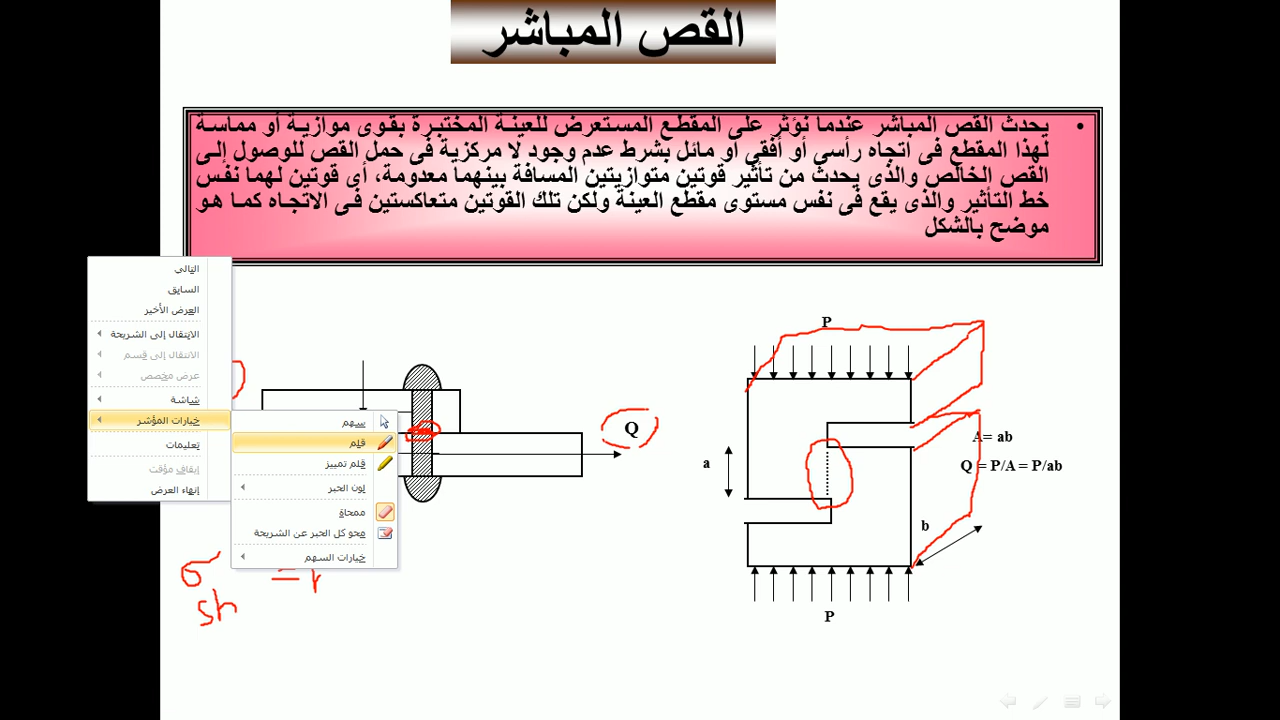 القص المباشر
• يحدث القص المباشر عندما نؤثر على المقطع المستعرض للعينة المختبرة بقوى موازية أو مماسة
لهذا المقطع فى اتجاه رأسى أو أفقى أو مائل بشرط عدم وجود لا مركزية فى حمل القص للوصول إلى
القص الخالص والذى يحدث من تأثير قوتين متوازيتين المسافة بينهما معدومة، أى قوتين لهما نفس
خط التأثير والذى يقع فى نفس مستوى مقطع العينة ولكن تلك القوتين متعاكستين فى الاتجاه كما هو
موضح بالشكل
التالي
السابق
العرض الأخير
الانتقال إلى الشريحة
الانتقال إلى قسم
عرض مخصص
شاشة
خيارات المؤشر
تعليمات
إيقاف مؤقت
إنهاء العرض
سهم
قلم
قلم تمييز
لون الحبر
ممحاة
محو كل الحبر عن الشريحة
خيارات السهم
Q
P
a
A= ab
Q = P/A = P/ab
b
P
σ =
sh